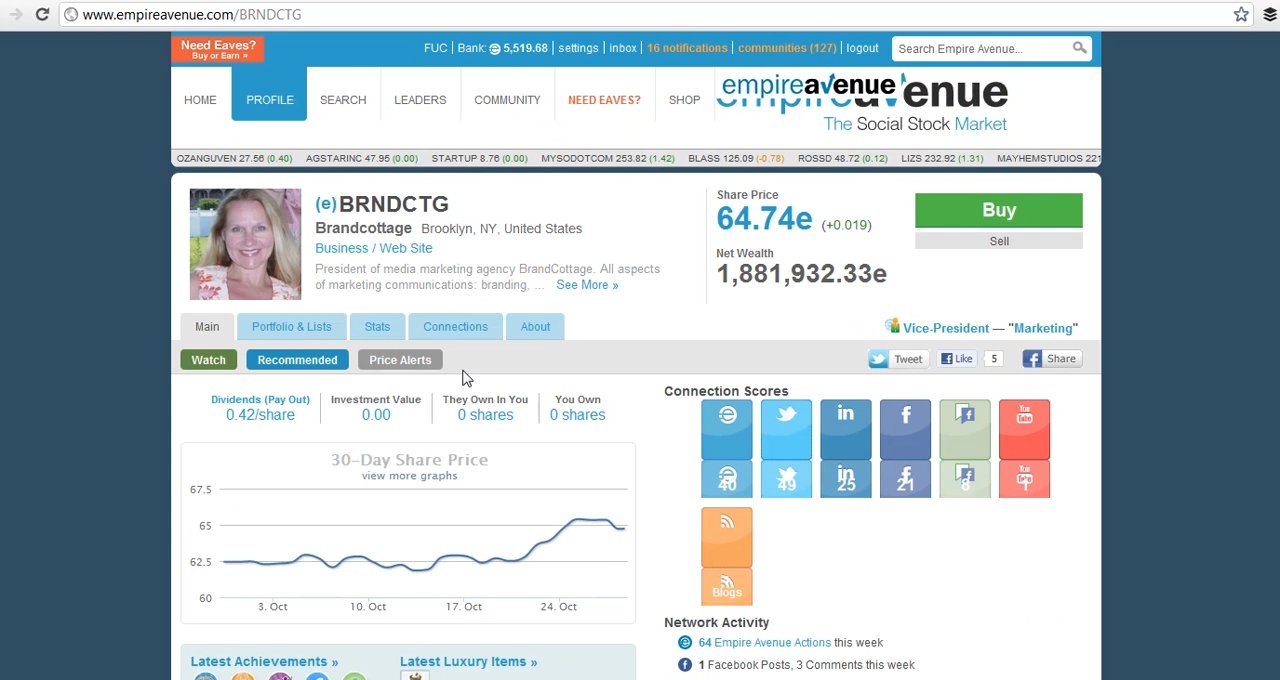 www.empireavenue.com/BRNDCTG
Need Eaves?
Buy or Earn »
FUC | Bank: 5,519.68 | settings | inbox | 16 notifications | communities (127) | logout
Search Empire Avenue...
HOME PROFILE SEARCH LEADERS COMMUNITY NEED EAVES? SHOP
empireavenue
empireavenue
The Social Stock Market
OZANGUVEN 27.56 (0.40) AGSTARINC 47.95 (0.00) STARTUP 8.76 (0.00) MYSODOTCOM 253.82 (1.42) BLASS 125.09 (-0.78) ROSSD 48.72 (0.12) LIZS 232.92 (1.31) MAYHEMSTUDIOS 221
(e)BRNDCTG
Brandcottage Brooklyn, NY, United States
Business / Web Site
President of media marketing agency BrandCottage. All aspects
of marketing communications: branding, ... See More »
Share Price
64.74e (+0.019)
Net Wealth
1,881,932.33e
Buy
Sell
Main Portfolio & Lists Stats Connections About
Vice-President — "Marketing"
Watch Recommended Price Alerts
Tweet Like 5 Share
Dividends (Pay Out) Investment Value They Own In You You Own
0.42/share 0.00 0 shares 0 shares
30-Day Share Price
view more graphs
67.5
65
62.5
60
3. Oct 10. Oct 17. Oct 24. Oct
Latest Achievements » Latest Luxury Items »
Connection Scores
You Tube
40 49 25 21 8 1
Blogs
Network Activity
64 Empire Avenue Actions this week
1 Facebook Posts, 3 Comments this week